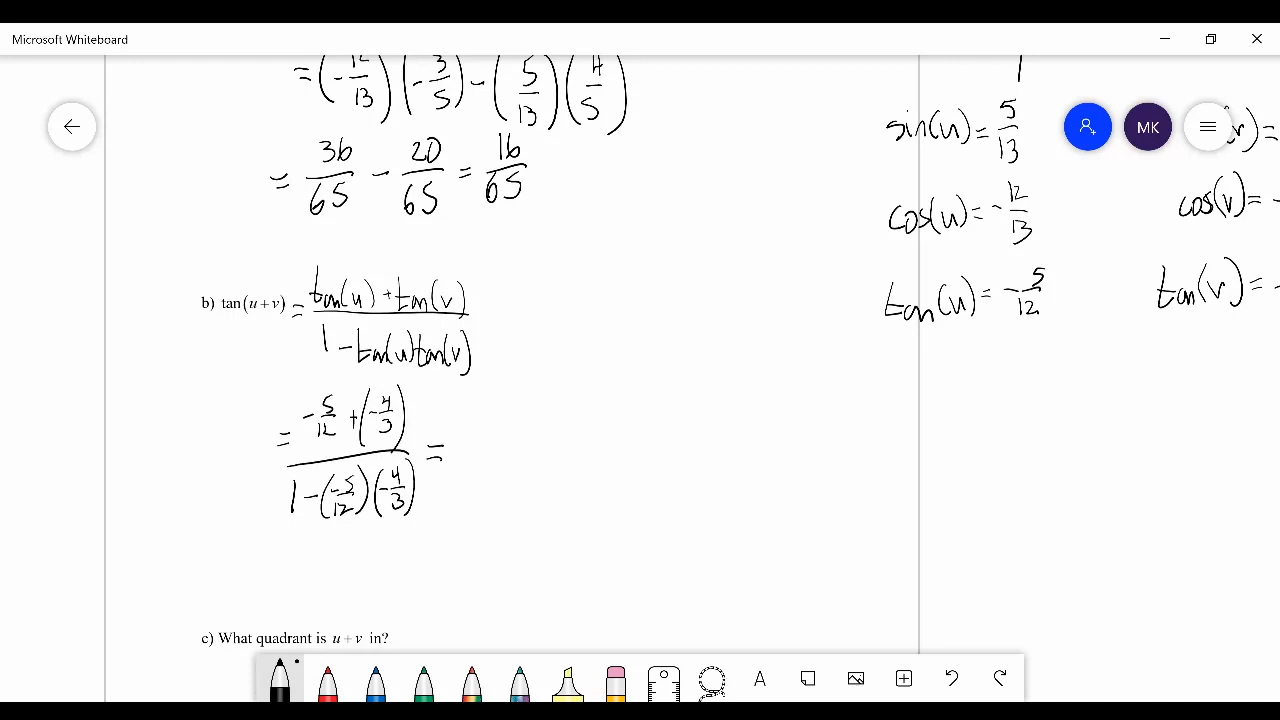 Microsoft Whiteboard
= (-12/13)(-3/5) - (5/13)(4/5)
= 36/65 - 20/65 = 16/65
sin(u) = 5/13
(v) =
MK
cos(u) = -12/13
cos(v) = -
tan(u) = -5/12
tan(v) = -
b) tan(u+v) = tan(u) + tan(v) / 1 - tan(u)tan(v)
= -5/12 + (-4/3) / 1 - (-5/12)(-4/3) =
c) What quadrant is u + v in?
A